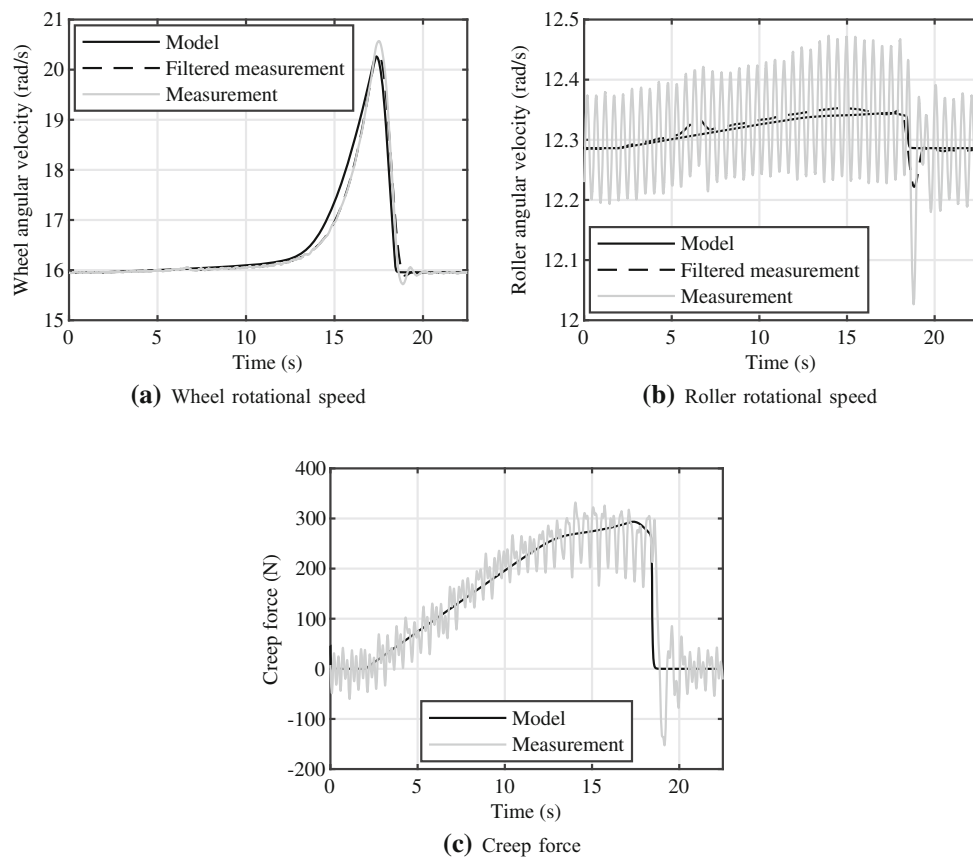 21
20
19
18
17
16
15
Wheel angular velocity (rad/s)
Model
Filtered measurement
Measurement
0 5 10 15 20
Time (s)
(a) Wheel rotational speed
12.5
12.4
12.3
12.2
12.1
12
Roller angular velocity (rad/s)
Model
Filtered measurement
Measurement
0 5 10 15 20
Time (s)
(b) Roller rotational speed
400
300
200
100
0
-100
-200
Creep force (N)
Model
Measurement
0 5 10 15 20
Time (s)
(c) Creep force